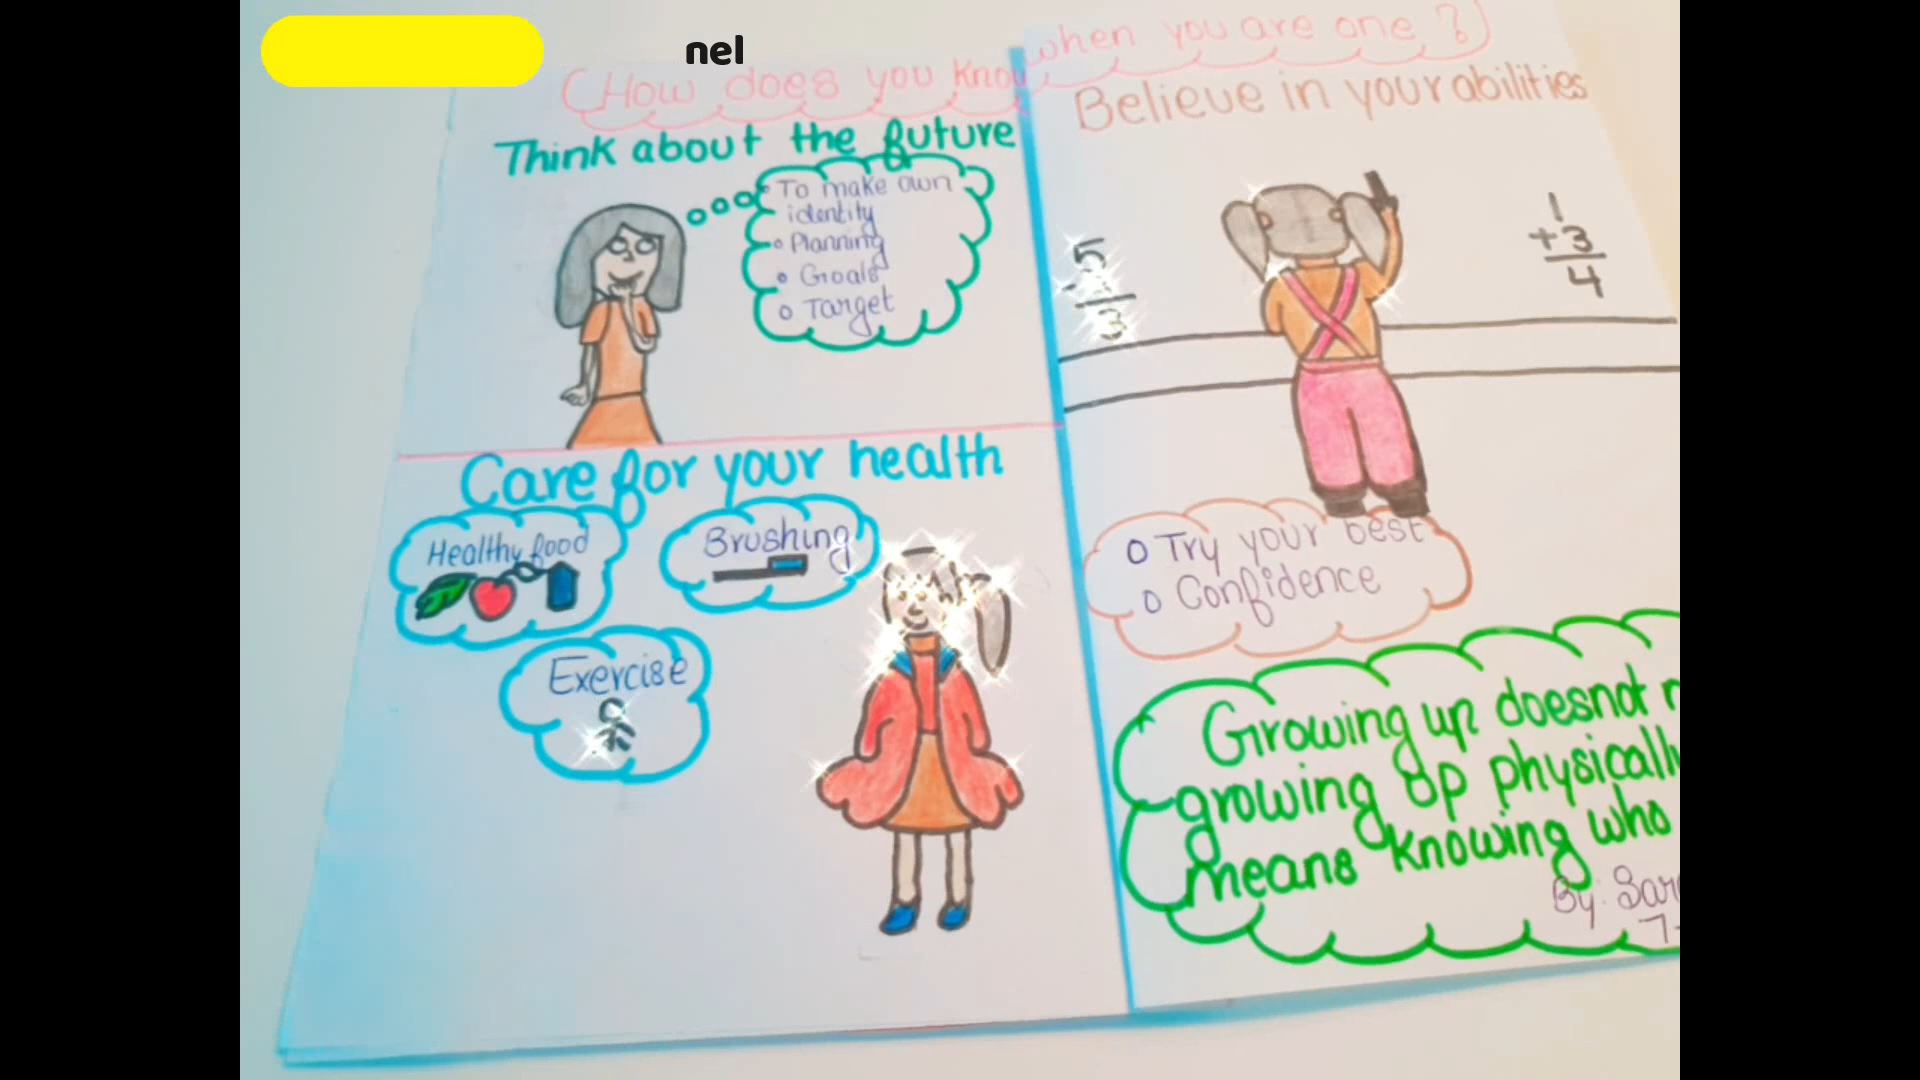 nel
(How does you know when you are one ?)
Think about the future
To make own
identity
Planning
Goals
Target
Care for your health
Healthy food
Brushing
Exercise
Believe in your abilities
5
3
1
+3
4
Try your best
Confidence
Growing up doesnot
growing up physically
means knowing who
By: